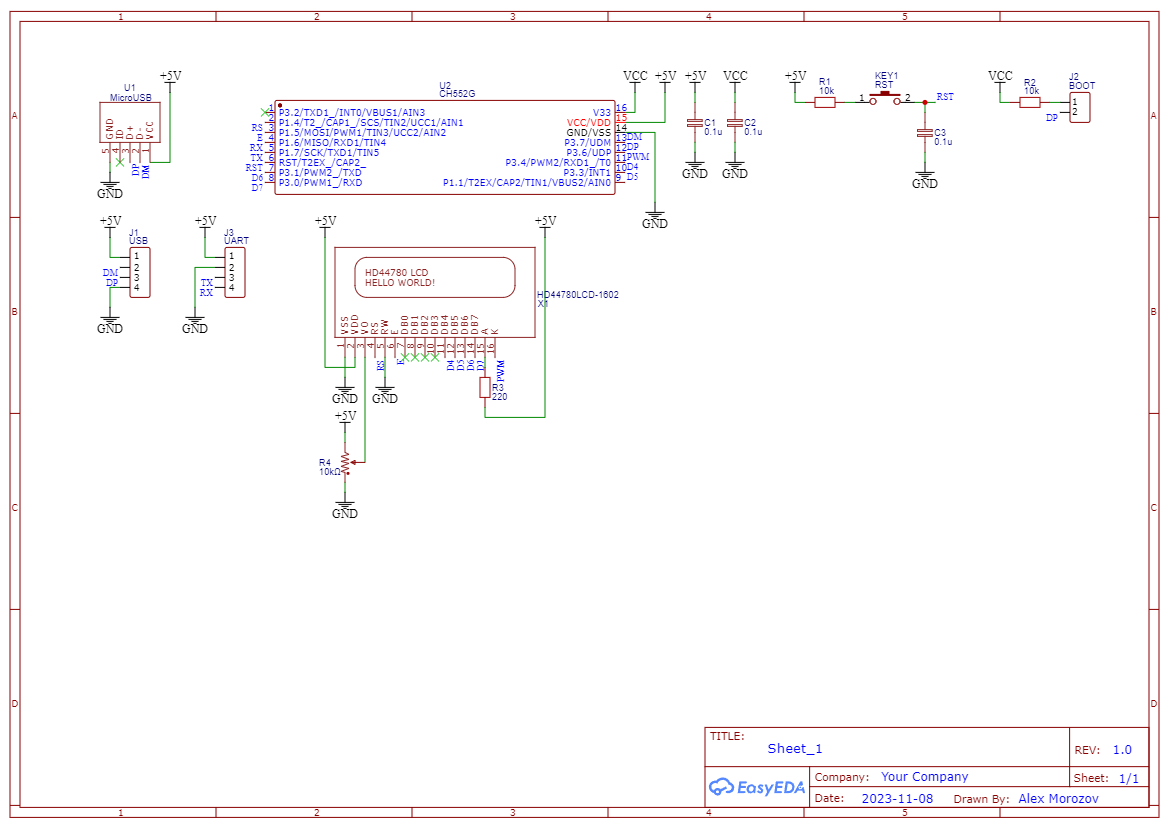 1 2 3 4 5
A
B
C
D
A
B
C
D
1 2 3 4 5
+5V
U1
MicroUSB
GND
ID
D+
D-
VCC
5 4 3 2 1
DP
DM
GND
U2
CH552G
1 P3.2/TXD1_/INT0/VBUS1/AIN3
2 P1.4/T2_/CAP1_/SCS/TIN2/UCC1/AIN1
RS 3 P1.5/MOSI/PWM1/TIN3/UCC2/AIN2
E 4 P1.6/MISO/RXD1/TIN4
RX 5 P1.7/SCK/TXD1/TIN5
TX 6 RST/T2EX_/CAP2_
RST 7 P3.1/PWM2_/TXD
D6 8 P3.0/PWM1_/RXD
D7
V33 16
VCC/VDD 15
GND/VSS 14
P3.7/UDM 13 DM
P3.6/UDP 12 DP
P3.4/PWM2/RXD1_/T0 11 PWM
P3.3/INT1 10 D4
P1.1/T2EX/CAP2/TIN1/VBUS2/AIN0 9 D5
VCC
+5V
GND
+5V
C1
0.1u
GND
VCC
C2
0.1u
GND
+5V
R1
10k
KEY1
RST
1 2
RST
C3
0.1u
GND
VCC
R2
10k
J2
BOOT
1
2
DP
+5V
J1
USB
1
2
3
4
DM
DP
GND
+5V
J3
UART
1
2
3
4
TX
RX
GND
+5V
+5V
HD44780 LCD
HELLO WORLD!
HD44780LCD-1602
X1
VSS
VDD
VO
RS
RW
E
DB0
DB1
DB2
DB3
DB4
DB5
DB6
DB7
A
K
1 2 3 4 5 6 7 8 9 10 11 12 13 14 15 16
RS
E
D4
D5
D6
D7
PWM
GND
GND
R3
220
+5V
R4
10kΩ
GND
TITLE:
Sheet_1
REV: 1.0
EasyEDA
Company: Your Company
Sheet: 1/1
Date: 2023-11-08 Drawn By: Alex Morozov